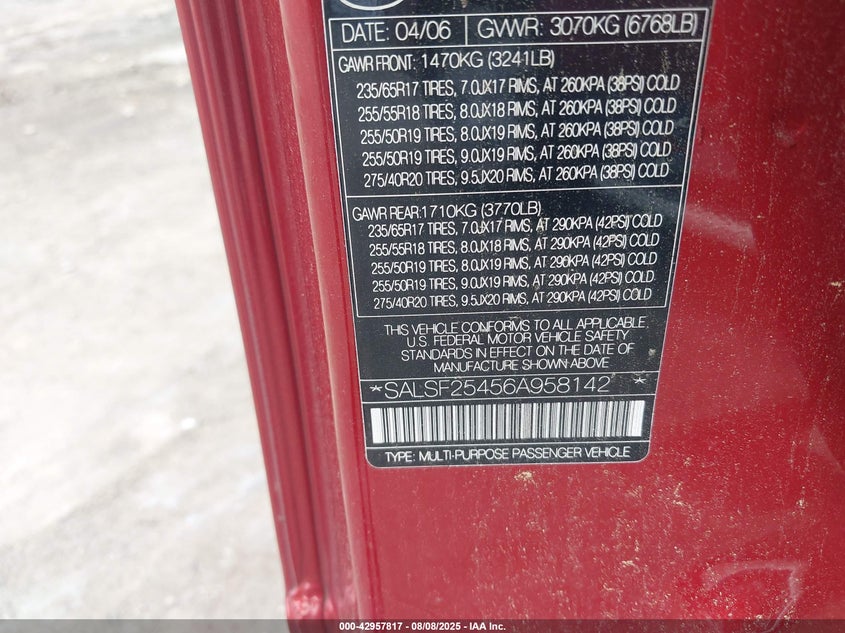 DATE: 04/06 GVWR: 3070KG (6768LB)
GAWR FRONT: 1470KG (3241LB)
235/65R17 TIRES, 7.0JX17 RIMS, AT 260KPA (38PSI) COLD
255/55R18 TIRES, 8.0JX18 RIMS, AT 260KPA (38PSI) COLD
255/50R19 TIRES, 8.0JX19 RIMS, AT 260KPA (38PSI) COLD
255/50R19 TIRES, 9.0JX19 RIMS, AT 260KPA (38PSI) COLD
275/40R20 TIRES, 9.5JX20 RIMS, AT 260KPA (38PSI) COLD
GAWR REAR: 1710KG (3770LB)
235/65R17 TIRES, 7.0JX17 RIMS, AT 290KPA (42PSI) COLD
255/55R18 TIRES, 8.0JX18 RIMS, AT 290KPA (42PSI) COLD
255/50R19 TIRES, 8.0JX19 RIMS, AT 290KPA (42PSI) COLD
255/50R19 TIRES, 9.0JX19 RIMS, AT 290KPA (42PSI) COLD
275/40R20 TIRES, 9.5JX20 RIMS, AT 290KPA (42PSI) COLD
THIS VEHICLE CONFORMS TO ALL APPLICABLE
U.S. FEDERAL MOTOR VEHICLE SAFETY
STANDARDS IN EFFECT ON THE DATE OF
MANUFACTURE SHOWN ABOVE
*SALSF25456A958142*
TYPE: MULTI-PURPOSE PASSENGER VEHICLE
000-42957817 - 08/08/2025 - IAA Inc.